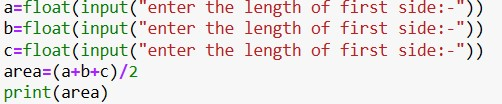 a=float(input("enter the length of first side:-"))
b=float(input("enter the length of first side:-"))
c=float(input("enter the length of first side:-"))
area=(a+b+c)/2
print(area)